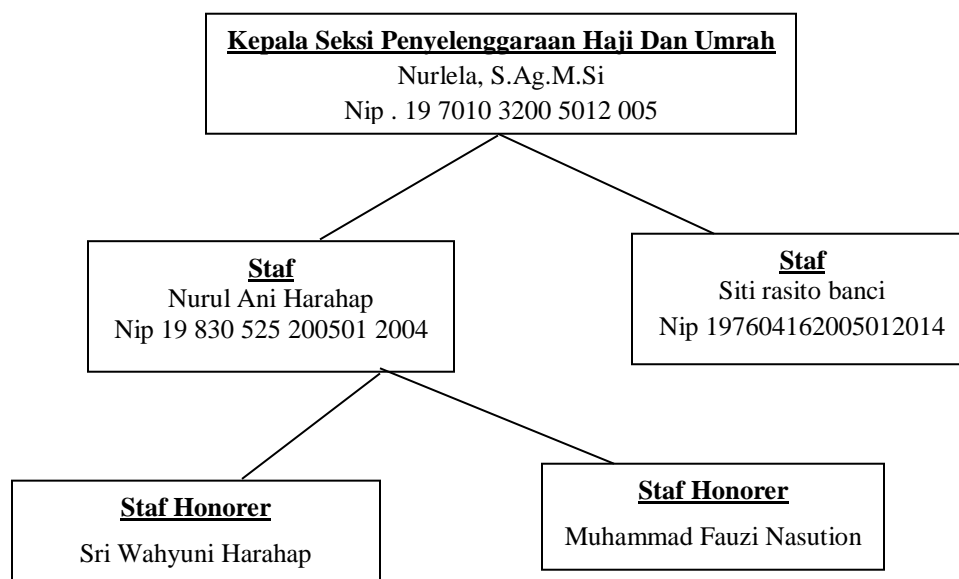 Kepala Seksi Penyelenggaraan Haji Dan Umrah
Nurlela, S.Ag.M.Si
Nip . 19 7010 3200 5012 005
Staf
Nurul Ani Harahap
Nip 19 830 525 200501 2004
Staf
Siti rasito banci
Nip 197604162005012014
Staf Honorer
Sri Wahyuni Harahap
Staf Honorer
Muhammad Fauzi Nasution